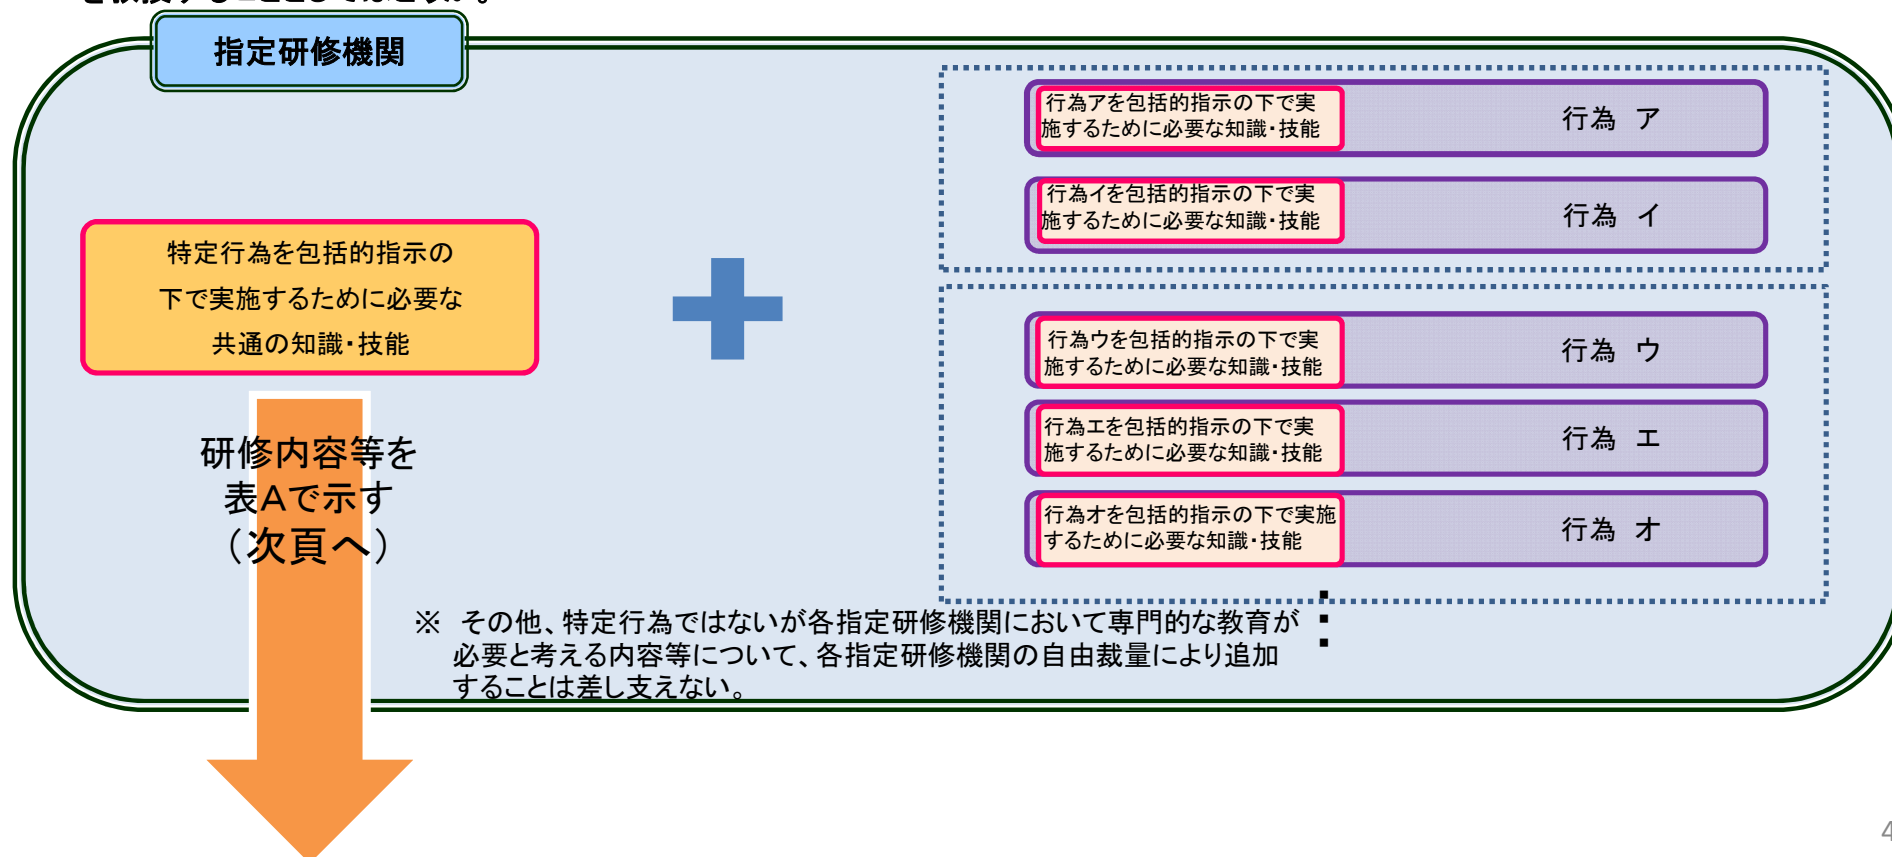 指定研修機関
行為アを包括的指示の下で実
施するために必要な知識・技能
行為 ア
行為イを包括的指示の下で実
施するために必要な知識・技能
行為 イ
特定行為を包括的指示の
下で実施するために必要な
共通の知識・技能
行為ウを包括的指示の下で実
施するために必要な知識・技能
行為 ウ
行為エを包括的指示の下で実
施するために必要な知識・技能
行為 エ
行為オを包括的指示の下で実施
するために必要な知識・技能
行為 オ
研修内容等を
表Aで示す
（次頁へ）
※ その他、特定行為ではないが各指定研修機関において専門的な教育が
必要と考える内容等について、各指定研修機関の自由裁量により追加
することは差し支えない。
4